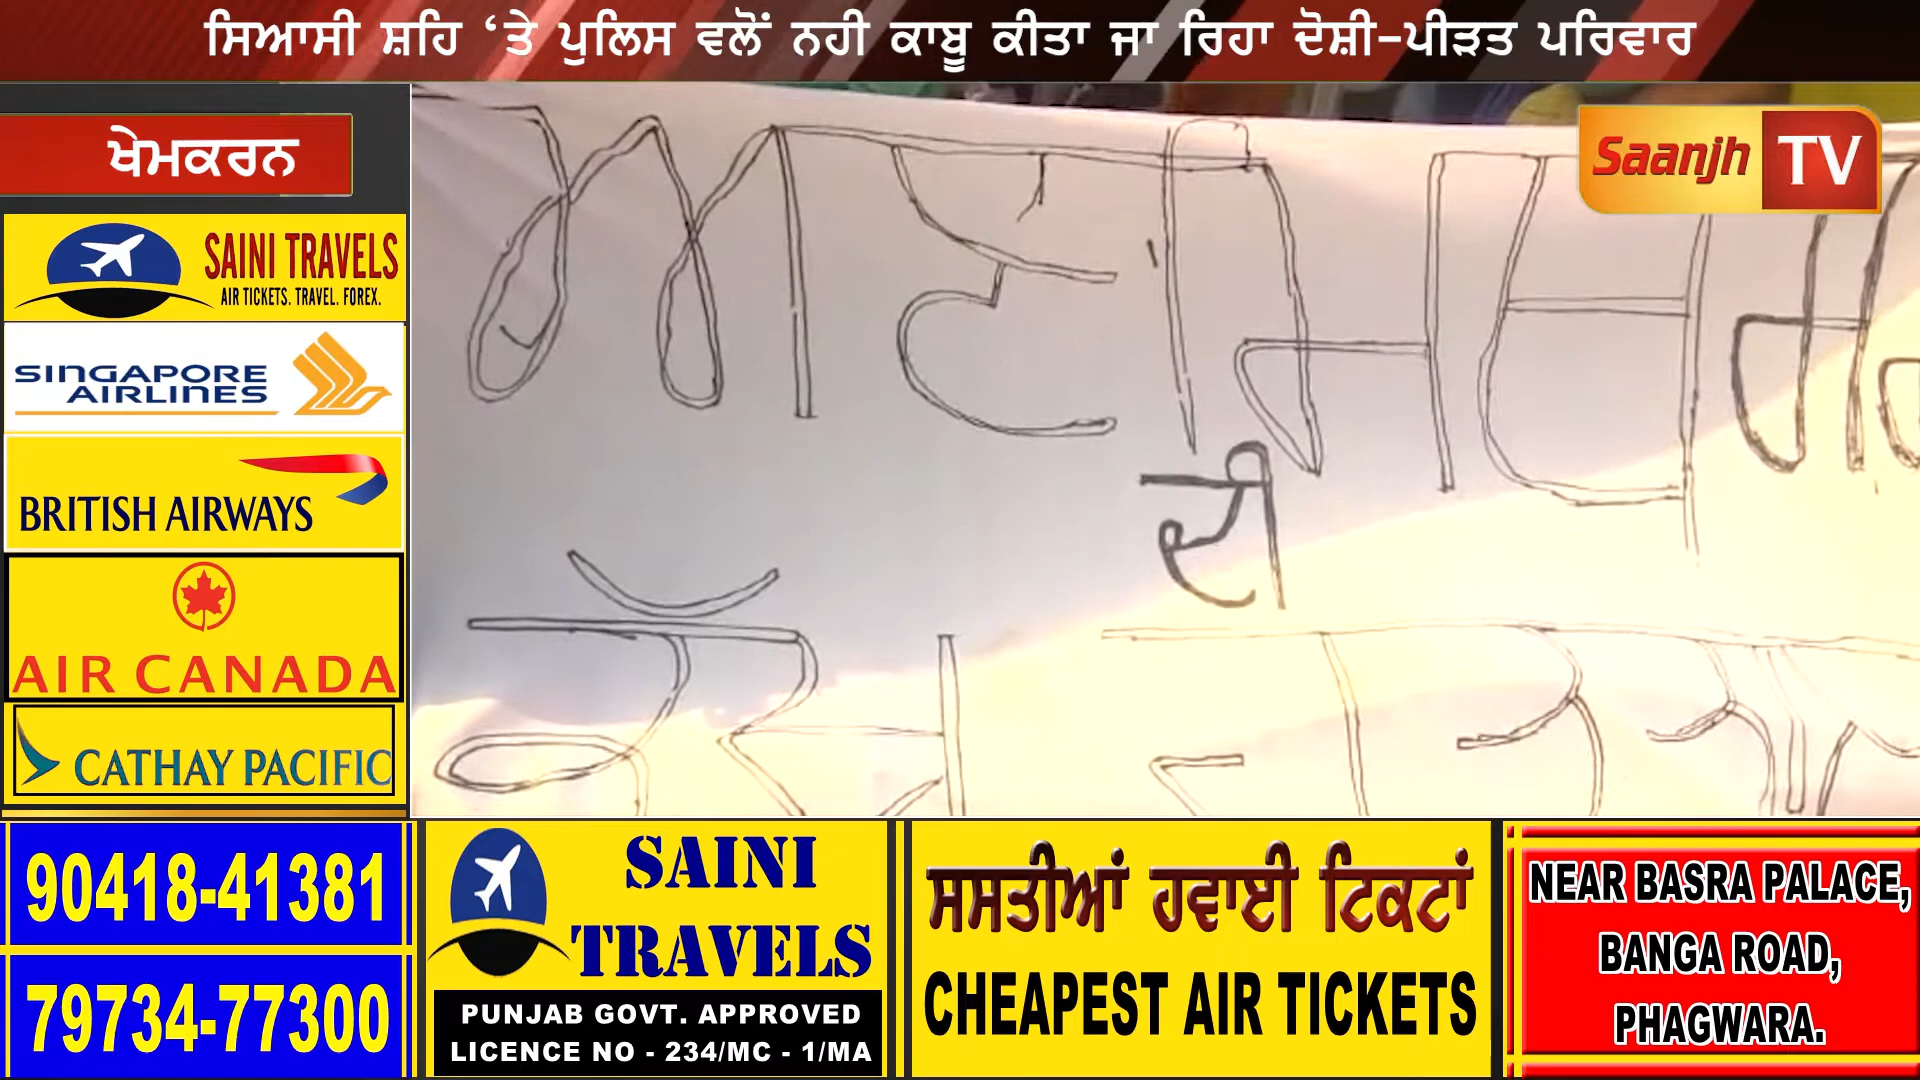 ਸਿਆਸੀ ਸ਼ਹਿ ‘ਤੇ ਪੁਲਿਸ ਵਲੋਂ ਨਹੀ ਕਾਬੂ ਕੀਤਾ ਜਾ ਰਿਹਾ ਦੋਸ਼ੀ-ਪੀੜਤ ਪਰਿਵਾਰ
ਖੇਮਕਰਨ
Saanjh TV
SAINI TRAVELS
AIR TICKETS. TRAVEL. FOREX.
SINGAPORE
AIRLINES
BRITISH AIRWAYS
AIR CANADA
CATHAY PACIFIC
ਦੀ
90418-41381
79734-77300
SAINI
TRAVELS
PUNJAB GOVT. APPROVED
LICENCE NO - 234/MC - 1/MA
ਸਸਤੀਆਂ ਹਵਾਈ ਟਿਕਟਾਂ
CHEAPEST AIR TICKETS
NEAR BASRA PALACE,
BANGA ROAD,
PHAGWARA.